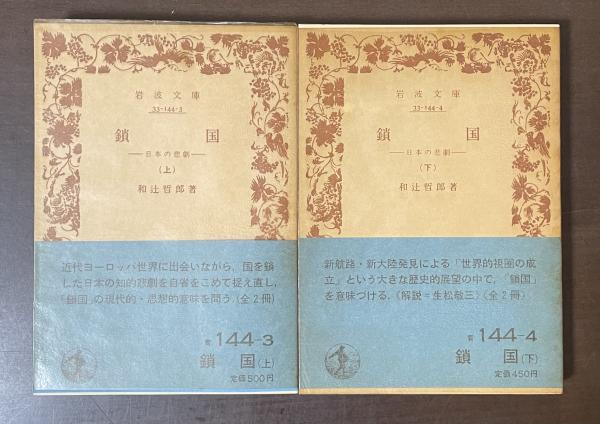 岩波文庫
33-144-3
鎖国
―日本の悲劇―
(上)
和辻哲郎著
近代ヨーロッパ世界に出会いながら，国を鎖
した日本の知的悲劇を自省をこめて捉え直し，
「鎖国」の現代的・思想的意味を問う．(全2冊)
青 144-3
鎖国(上)
定価500円
岩波文庫
33-144-4
鎖国
―日本の悲劇―
(下)
和辻哲郎著
新航路・新大陸発見による「世界的視圏の成
立」という大きな歴史的展望の中で，「鎖国」
を意味づける．(解説＝生松敬三)(全2冊)
青 144-4
鎖国(下)
定価450円